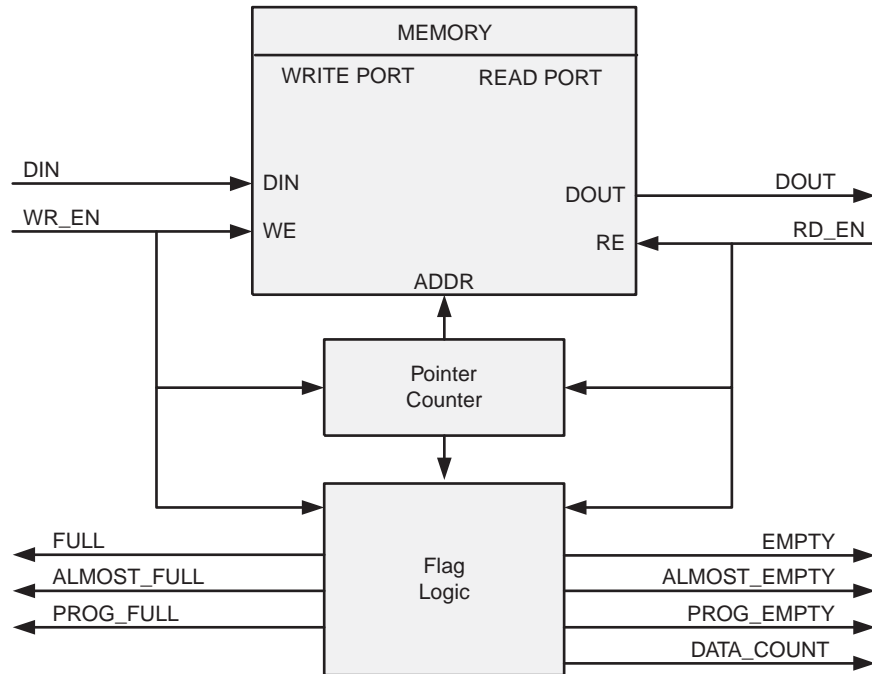 MEMORY
WRITE PORT
READ PORT
DIN
DIN
DOUT
DOUT
WR_EN
WE
RE
RD_EN
ADDR
Pointer
Counter
FULL
ALMOST_FULL
PROG_FULL
Flag
Logic
EMPTY
ALMOST_EMPTY
PROG_EMPTY
DATA_COUNT